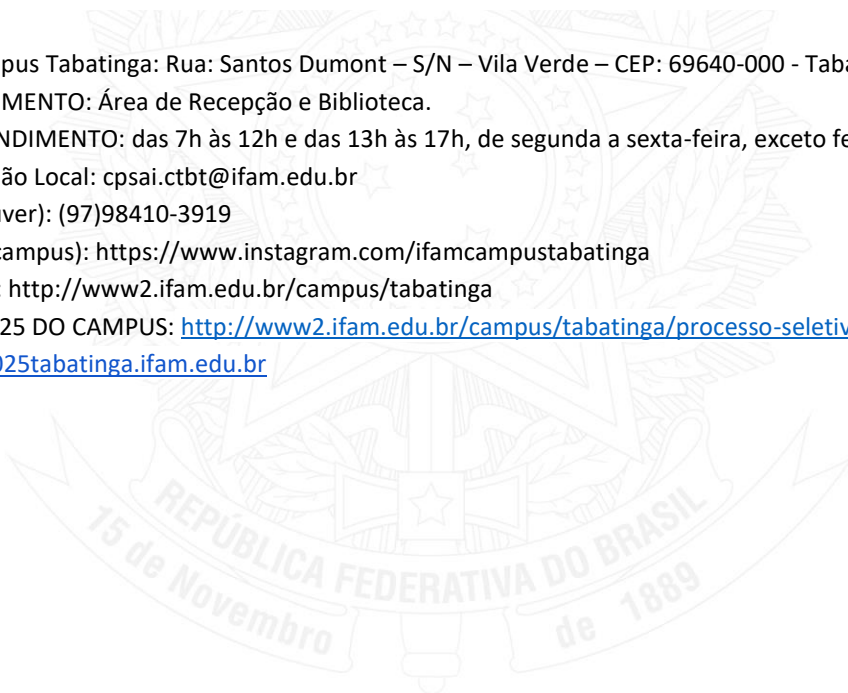 pus Tabatinga: Rua: Santos Dumont – S/N – Vila Verde – CEP: 69640-000 - Taba
MENTO: Área de Recepção e Biblioteca.
NDIMENTO: das 7h às 12h e das 13h às 17h, de segunda a sexta-feira, exceto fe
ão Local: cpsai.ctbt@ifam.edu.br
uver): (97)98410-3919
campus): https://www.instagram.com/ifamcampustabatinga
: http://www2.ifam.edu.br/campus/tabatinga
25 DO CAMPUS: http://www2.ifam.edu.br/campus/tabatinga/processo-seletiv
025tabatinga.ifam.edu.br
REPÚBLICA FEDERATIVA DO BRASIL
15 de Novembro de 1889